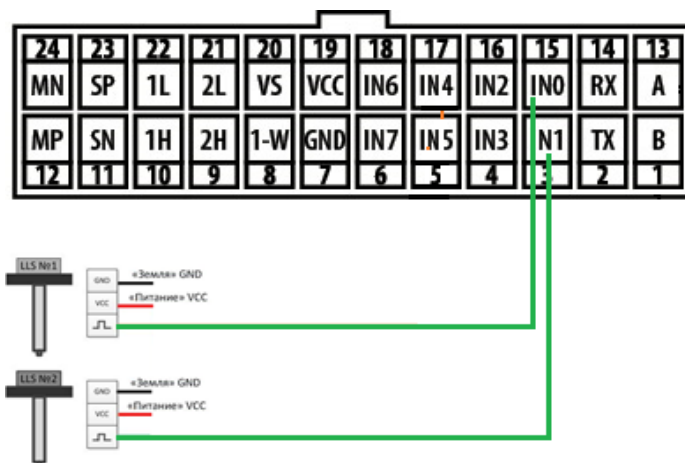 24 23 22 21 20 19 18 17 16 15 14 13
MN SP 1L 2L VS VCC IN6 IN4 IN2 IN0 RX A
MP SN 1H 2H 1-W GND IN7 IN5 IN3 N1 TX B
12 11 10 9 8 7 6 5 4 3 2 1
LLS №1
GND «Земля» GND
VCC «Питание» VCC
LLS №2
GND «Земля» GND
VCC «Питание» VCC